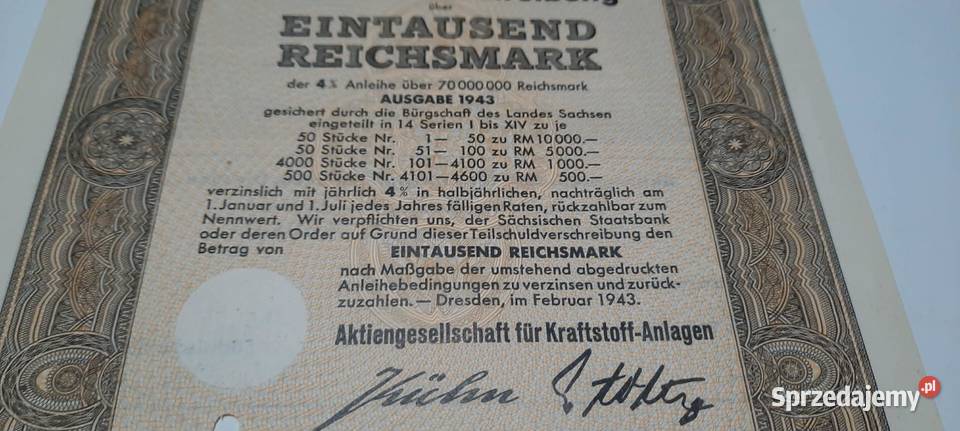 über
EINTAUSEND
REICHSMARK
der 4% Anleihe über 70000000 Reichsmark
AUSGABE 1943
gesichert durch die Bürgschaft des Landes Sachsen
eingeteilt in 14 Serien I bis XIV zu je
50 Stücke Nr. 1— 50 zu RM 10000.—
50 Stücke Nr. 51— 100 zu RM 5000.—
4000 Stücke Nr. 101—4100 zu RM 1000.—
500 Stücke Nr. 4101—4600 zu RM 500.—
verzinslich mit jährlich 4% in halbjährlichen, nachträglich am
1. Januar und 1. Juli jedes Jahres fälligen Raten, rückzahlbar zum
Nennwert. Wir verpflichten uns, der Sächsischen Staatsbank
oder deren Order auf Grund dieser Teilschuldverschreibung den
Betrag von EINTAUSEND REICHSMARK
nach Maßgabe der umstehend abgedruckten
Anleihebedingungen zu verzinsen und zurück-
zuzahlen. — Dresden, im Februar 1943.
Aktiengesellschaft für Kraftstoff-Anlagen
Kühn
Sprzedajemy.pl